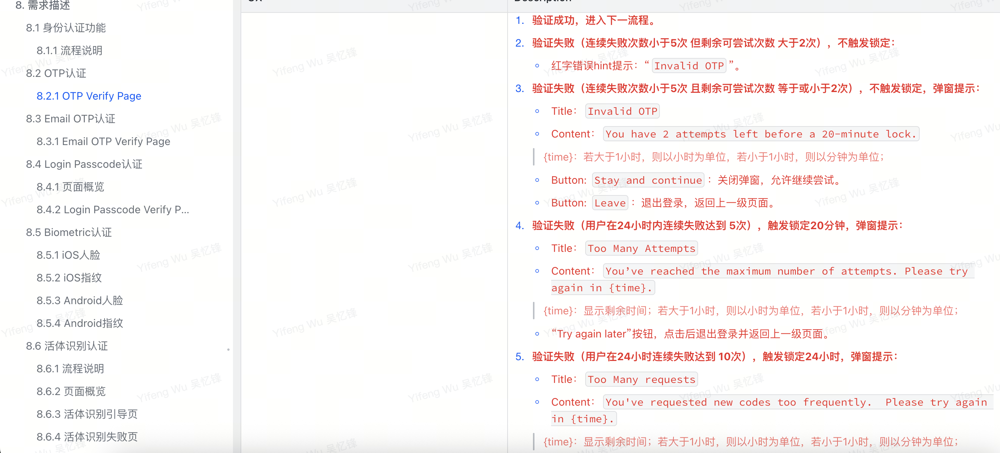 8. 需求描述
8.1 身份认证功能
8.1.1 流程说明
8.2 OTP认证
8.2.1 OTP Verify Page
8.3 Email OTP认证
8.3.1 Email OTP Verify Page
8.4 Login Passcode认证
8.4.1 页面概览
8.4.2 Login Passcode Verify P...
8.5 Biometric认证
8.5.1 iOS人脸
8.5.2 iOS指纹
8.5.3 Android人脸
8.5.4 Android指纹
8.6 活体识别认证
8.6.1 流程说明
8.6.2 页面概览
8.6.3 活体识别引导页
8.6.4 活体识别失败页
UX
Description
1. 验证成功，进入下一流程。
2. 验证失败（连续失败次数小于5次 但剩余可尝试次数 大于2次），不触发锁定：
红字错误hint提示：“ Invalid OTP ”。
3. 验证失败（连续失败次数小于5次 且剩余可尝试次数 等于或小于2次），不触发锁定，弹窗提示：
Title： Invalid OTP
Content： You have 2 attempts left before a 20-minute lock.
{time}：若大于1小时，则以小时为单位，若小于1小时，则以分钟为单位；
Button: Stay and continue ：关闭弹窗，允许继续尝试。
Button: Leave ：退出登录，返回上一级页面。
4. 验证失败（用户在24小时内连续失败达到 5次），触发锁定20分钟，弹窗提示：
Title： Too Many Attempts
Content： You’ve reached the maximum number of attempts. Please try
again in {time}.
{time}：显示剩余时间；若大于1小时，则以小时为单位，若小于1小时，则以分钟为单位；
“Try again later”按钮，点击后退出登录并返回上一级页面。
5. 验证失败（用户在24小时连续失败达到 10次），触发锁定24小时，弹窗提示：
Title： Too Many requests
Content： You've requested new codes too frequently.  Please try again
in {time}.
{time}：显示剩余时间；若大于1小时，则以小时为单位，若小于1小时，则以分钟为单位；
Yifeng Wu 吴忆锋